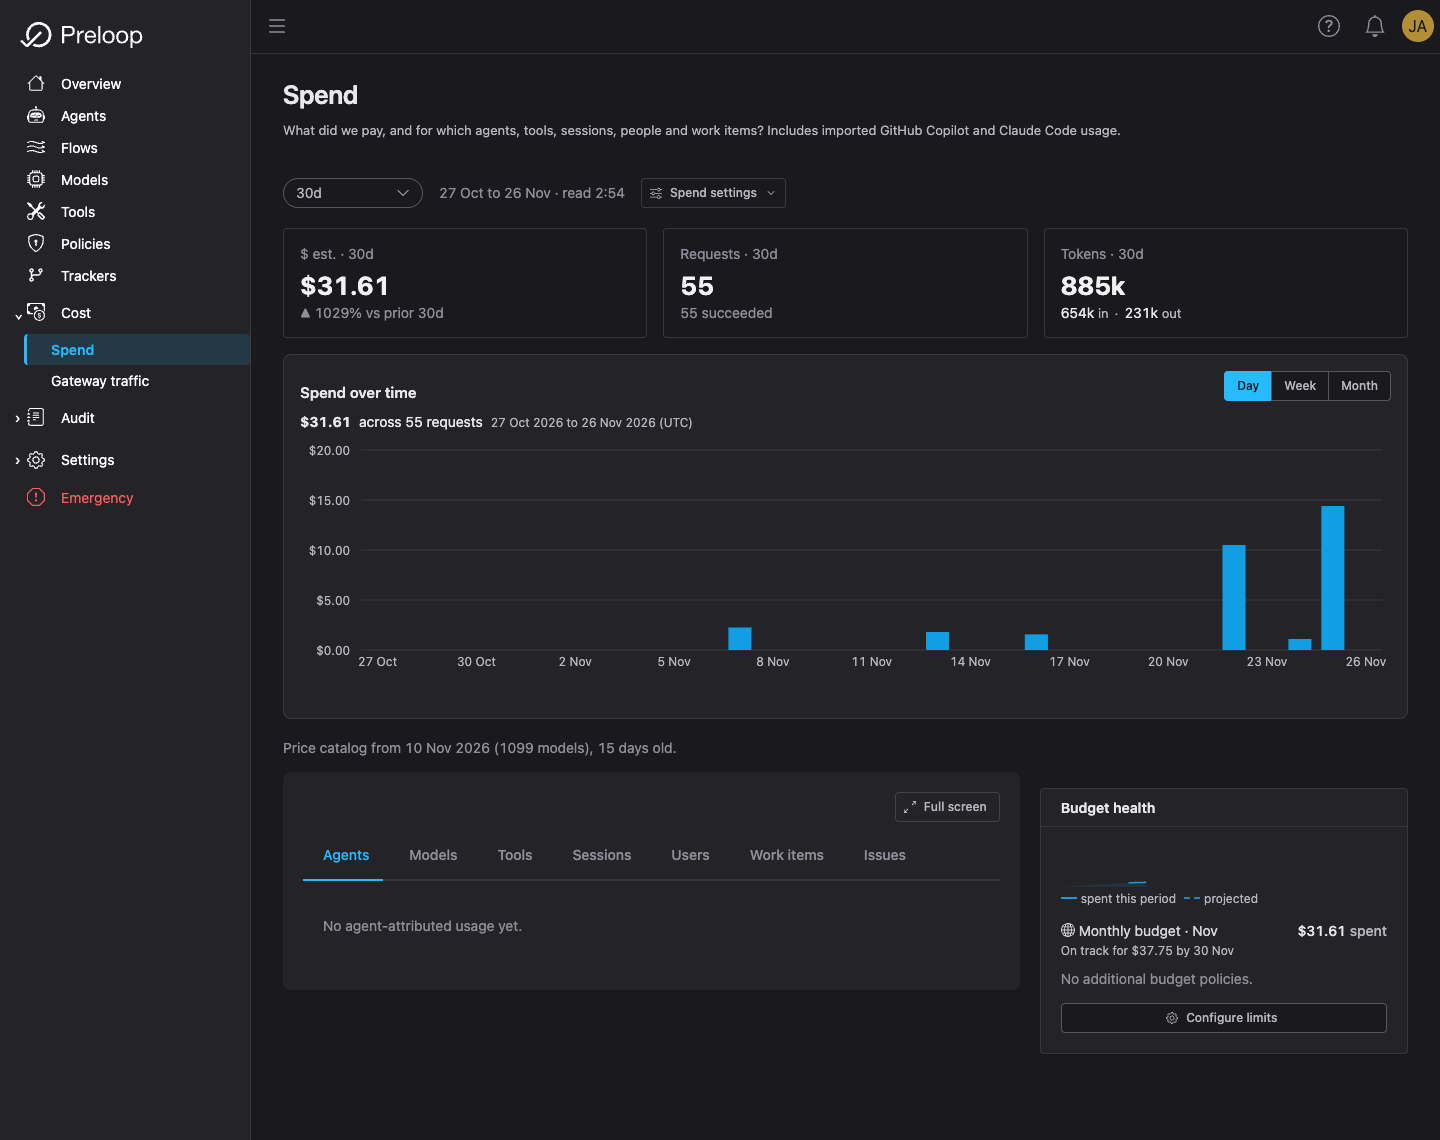 Preloop
JA
Overview
Agents
Flows
Models
Tools
Policies
Trackers
Cost
Spend
Gateway traffic
Audit
Settings
Emergency
Spend
What did we pay, and for which agents, tools, sessions, people and work items? Includes imported GitHub Copilot and Claude Code usage.
30d
27 Oct to 26 Nov · read 2:54
Spend settings
$ est. · 30d
$31.61
▲ 1029% vs prior 30d
Requests · 30d
55
55 succeeded
Tokens · 30d
885k
654k in · 231k out
Spend over time
Day Week Month
$31.61 across 55 requests 27 Oct 2026 to 26 Nov 2026 (UTC)
$20.00
$15.00
$10.00
$5.00
$0.00
27 Oct 30 Oct 2 Nov 5 Nov 8 Nov 11 Nov 14 Nov 17 Nov 20 Nov 23 Nov 26 Nov
Price catalog from 10 Nov 2026 (1099 models), 15 days old.
Full screen
Agents Models Tools Sessions Users Work items Issues
No agent-attributed usage yet.
Budget health
spent this period projected
Monthly budget · Nov $31.61 spent
On track for $37.75 by 30 Nov
No additional budget policies.
Configure limits